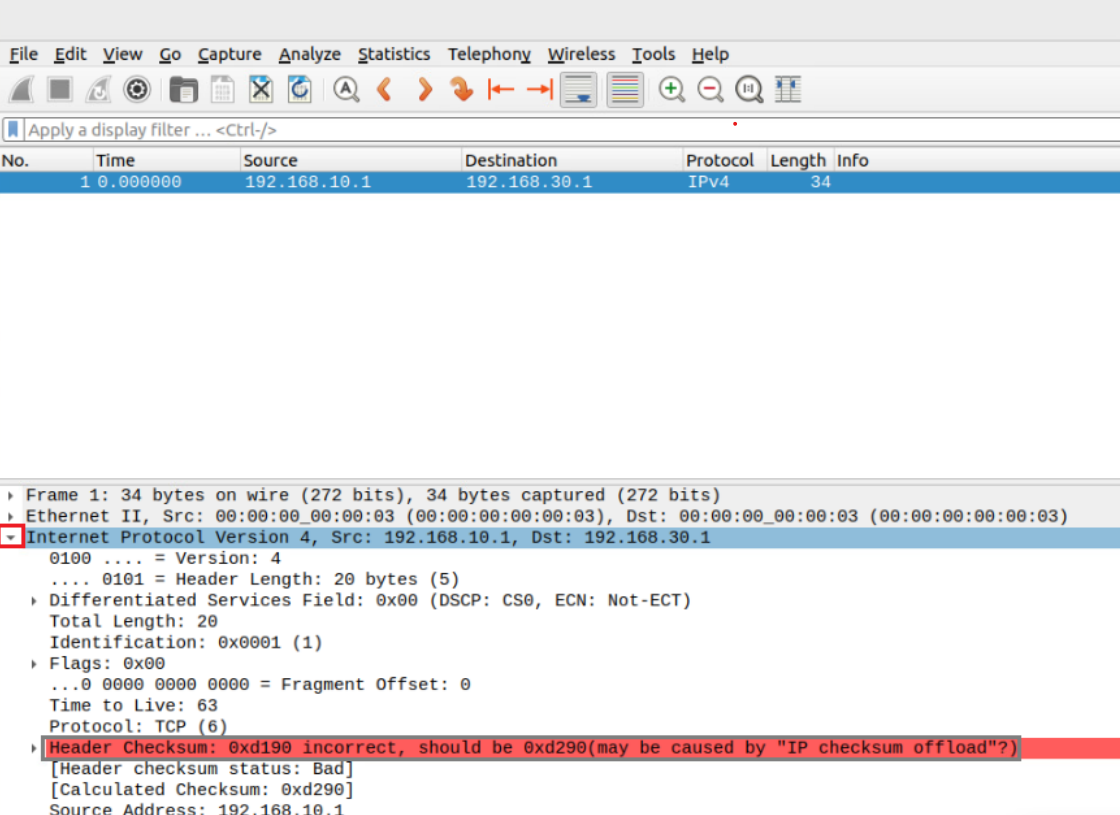 File Edit View Go Capture Analyze Statistics Telephony Wireless Tools Help
Apply a display filter ... <Ctrl-/>
No. Time Source Destination Protocol Length Info
1 0.000000 192.168.10.1 192.168.30.1 IPv4 34
Frame 1: 34 bytes on wire (272 bits), 34 bytes captured (272 bits)
Ethernet II, Src: 00:00:00_00:00:03 (00:00:00:00:00:03), Dst: 00:00:00_00:00:03 (00:00:00:00:00:03)
Internet Protocol Version 4, Src: 192.168.10.1, Dst: 192.168.30.1
0100 .... = Version: 4
.... 0101 = Header Length: 20 bytes (5)
Differentiated Services Field: 0x00 (DSCP: CS0, ECN: Not-ECT)
Total Length: 20
Identification: 0x0001 (1)
Flags: 0x00
...0 0000 0000 0000 = Fragment Offset: 0
Time to Live: 63
Protocol: TCP (6)
Header Checksum: 0xd190 incorrect, should be 0xd290(may be caused by "IP checksum offload"?)
[Header checksum status: Bad]
[Calculated Checksum: 0xd290]
Source Address: 192.168.10.1